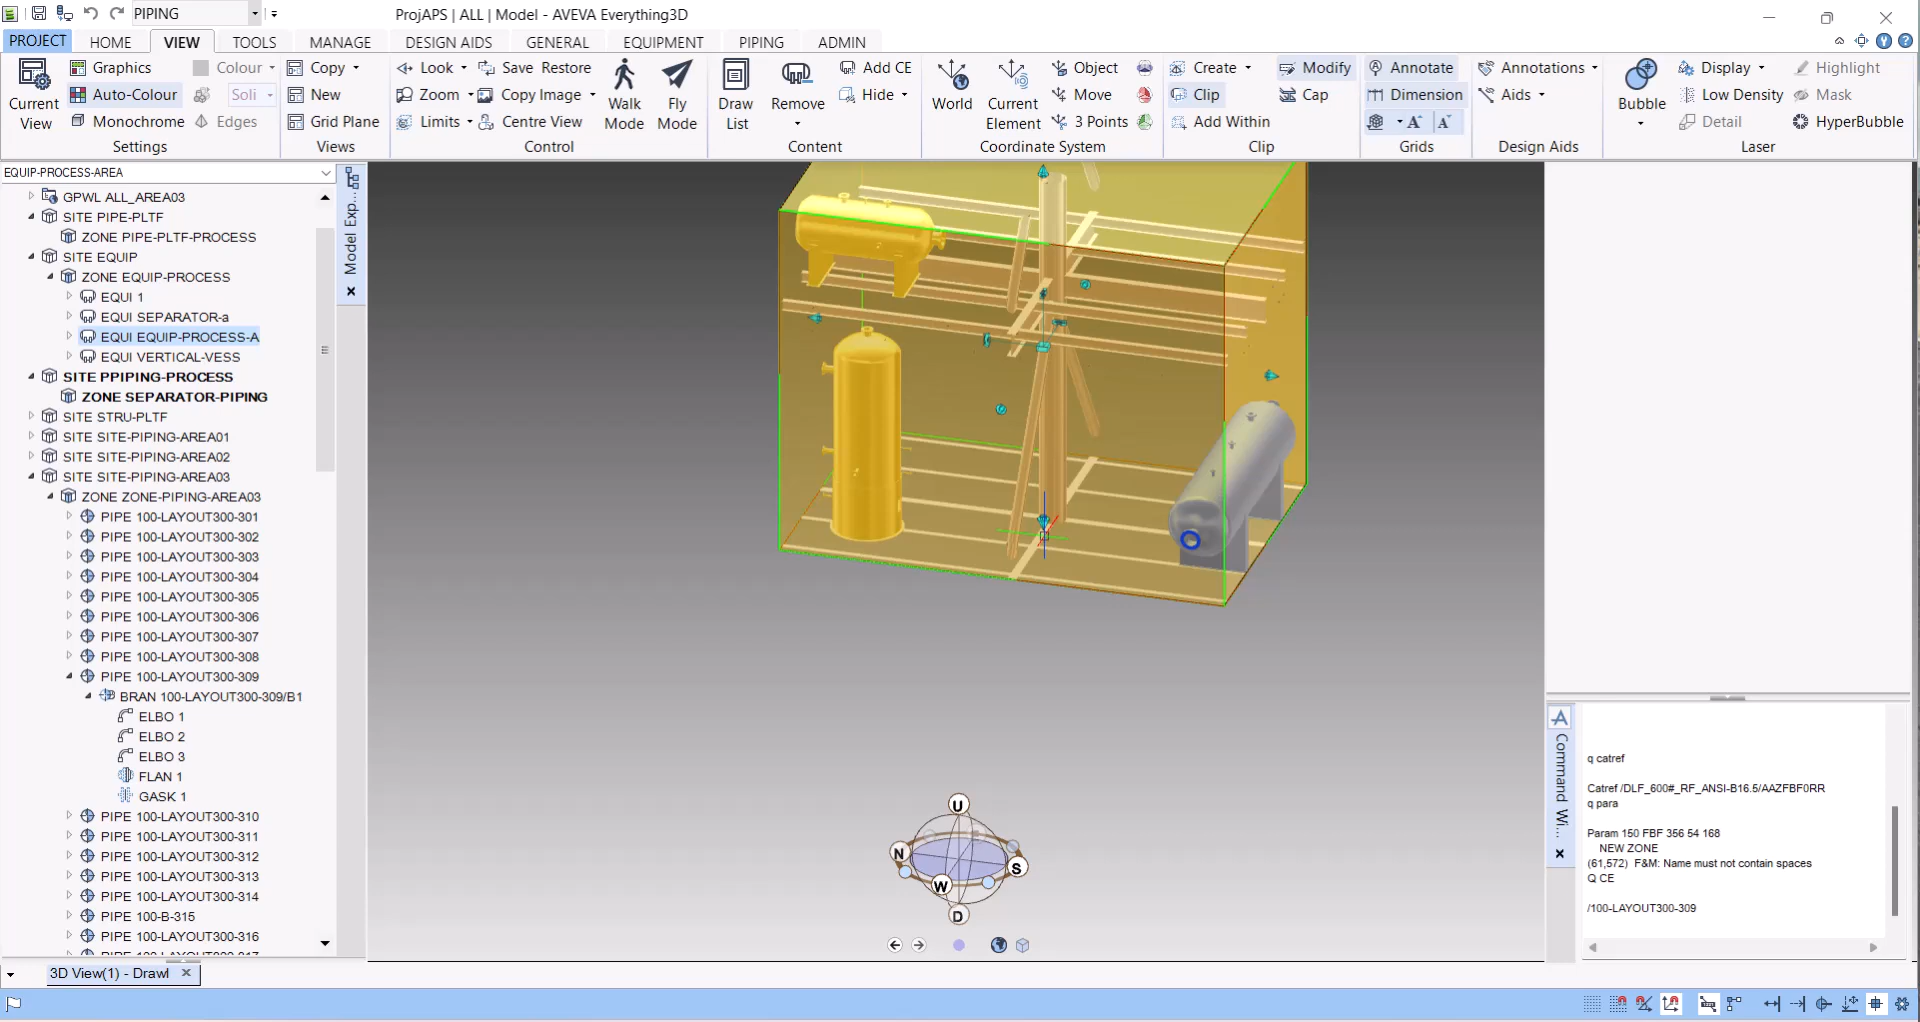 PIPING
ProjAPS | ALL | Model - AVEVA Everything3D
PROJECT HOME VIEW TOOLS MANAGE DESIGN AIDS GENERAL EQUIPMENT PIPING ADMIN
Current View
Graphics
Auto-Colour
Monochrome
Colour
Soli
Edges
Settings
Copy
New
Grid Plane
Views
Look
Zoom
Limits
Save Restore
Copy Image
Centre View
Walk Mode
Fly Mode
Control
Draw List
Remove
Add CE
Hide
Content
World
Current Element
Object
Move
3 Points
Coordinate System
Create
Clip
Add Within
Modify
Cap
Clip
Annotate
Dimension
A A
Grids
Annotations
Aids
Design Aids
Bubble
Display
Low Density
Detail
Highlight
Mask
HyperBubble
Laser
EQUIP-PROCESS-AREA
GPWL ALL_AREA03
SITE PIPE-PLTF
ZONE PIPE-PLTF-PROCESS
SITE EQUIP
ZONE EQUIP-PROCESS
EQUI 1
EQUI SEPARATOR-a
EQUI EQUIP-PROCESS-A
EQUI VERTICAL-VESS
SITE PPIPING-PROCESS
ZONE SEPARATOR-PIPING
SITE STRU-PLTF
SITE SITE-PIPING-AREA01
SITE SITE-PIPING-AREA02
SITE SITE-PIPING-AREA03
ZONE ZONE-PIPING-AREA03
PIPE 100-LAYOUT300-301
PIPE 100-LAYOUT300-302
PIPE 100-LAYOUT300-303
PIPE 100-LAYOUT300-304
PIPE 100-LAYOUT300-305
PIPE 100-LAYOUT300-306
PIPE 100-LAYOUT300-307
PIPE 100-LAYOUT300-308
PIPE 100-LAYOUT300-309
BRAN 100-LAYOUT300-309/B1
ELBO 1
ELBO 2
ELBO 3
FLAN 1
GASK 1
PIPE 100-LAYOUT300-310
PIPE 100-LAYOUT300-311
PIPE 100-LAYOUT300-312
PIPE 100-LAYOUT300-313
PIPE 100-LAYOUT300-314
PIPE 100-B-315
PIPE 100-LAYOUT300-316
Model Exp...
U
N
S
W
D
Command Wi...
q catref
Catref /DLF_600#_RF_ANSI-B16.5/AAZFBF0RR
q para
Param 150 FBF 356 54 168
NEW ZONE
(61,572) F&M: Name must not contain spaces
Q CE
/100-LAYOUT300-309
3D View(1) - Drawl